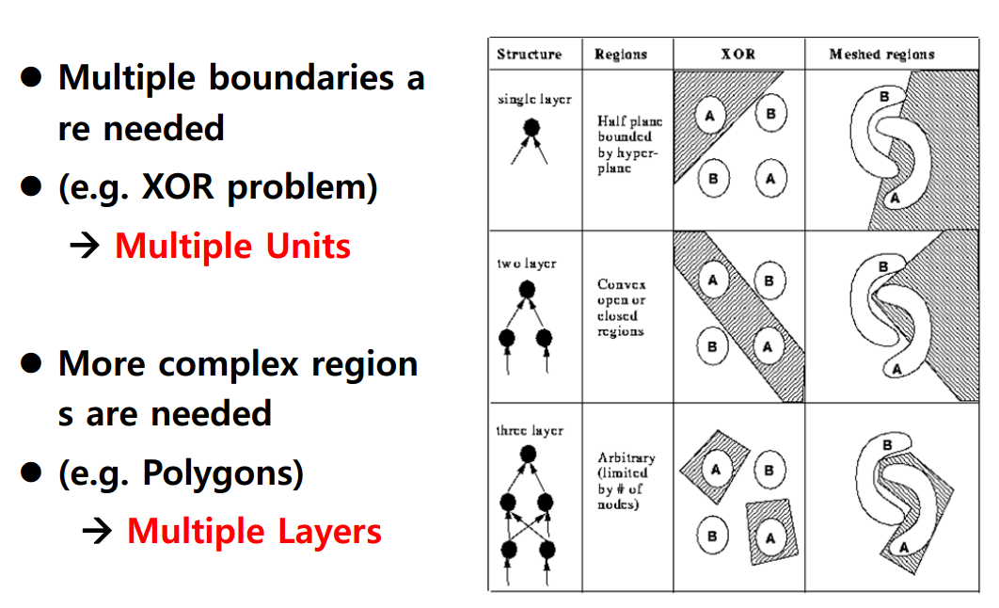 ● Multiple boundaries a
re needed
● (e.g. XOR problem)
→ Multiple Units
● More complex region
s are needed
● (e.g. Polygons)
→ Multiple Layers
Structure Regions XOR Meshed regions
single layer
Half plane
bounded
by hyper-
plane
A B
B A
B
A
two layer
Convex
open or
closed
regions
A B
B A
B
A
three layer
Arbitrary
(limited
by # of
nodes)
A B
B A
B
A